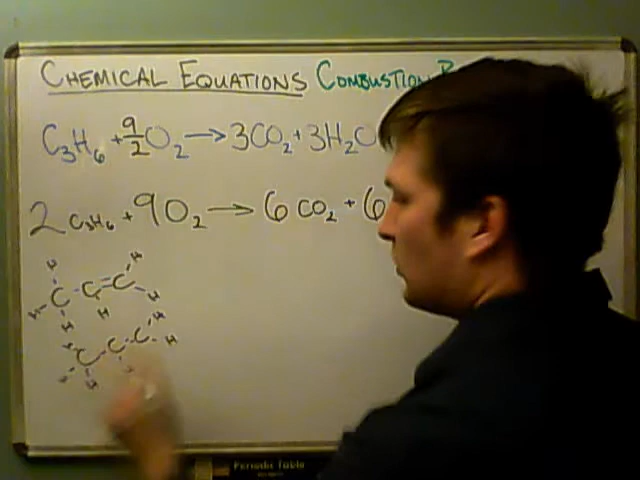 CHEMICAL EQUATIONS COMBUSTION
C₃H₆ + 9/2 O₂ → 3CO₂ + 3H₂O
2 C₃H₆ + 9O₂ → 6 CO₂ + 6
H H
C C = C
H H H H
H
C C C H
H
Periodic Table